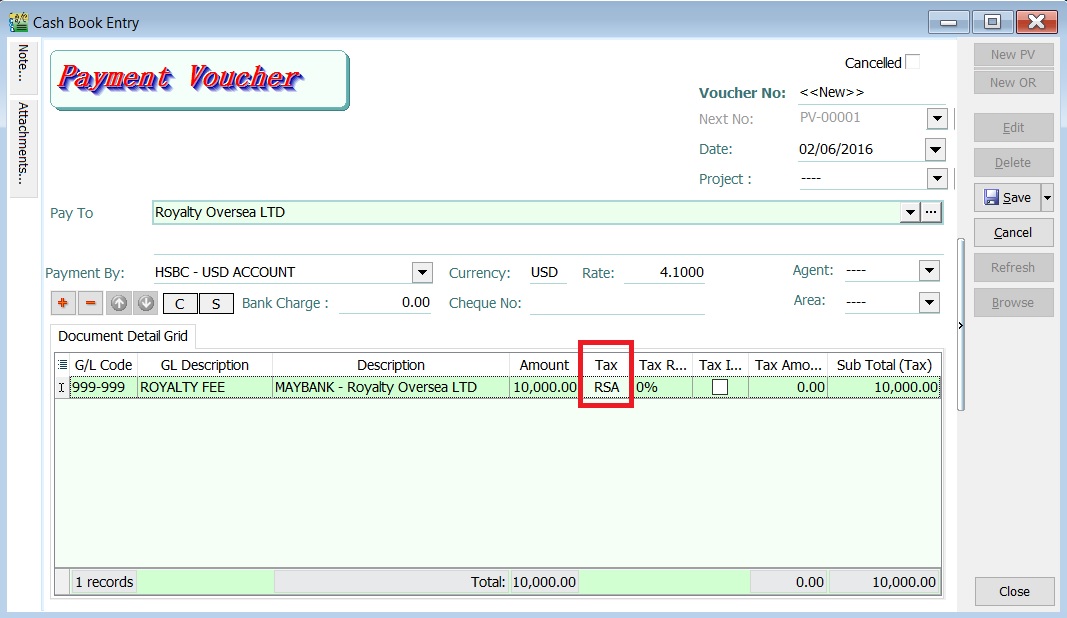 Cash Book Entry
Note...
Attachments...
Payment Voucher
Cancelled
Voucher No: <<New>>
Next No: PV-00001
Date: 02/06/2016
Project : ----
Pay To Royalty Oversea LTD
Payment By: HSBC - USD ACCOUNT Currency: USD Rate: 4.1000 Agent: ----
C S Bank Charge : 0.00 Cheque No: Area: ----
Document Detail Grid
G/L Code GL Description Description Amount Tax Tax R... Tax I... Tax Amo... Sub Total (Tax)
999-999 ROYALTY FEE MAYBANK - Royalty Oversea LTD 10,000.00 RSA 0% 0.00 10,000.00
1 records Total: 10,000.00 0.00 10,000.00
New PV
New OR
Edit
Delete
Save
Cancel
Refresh
Browse
Close